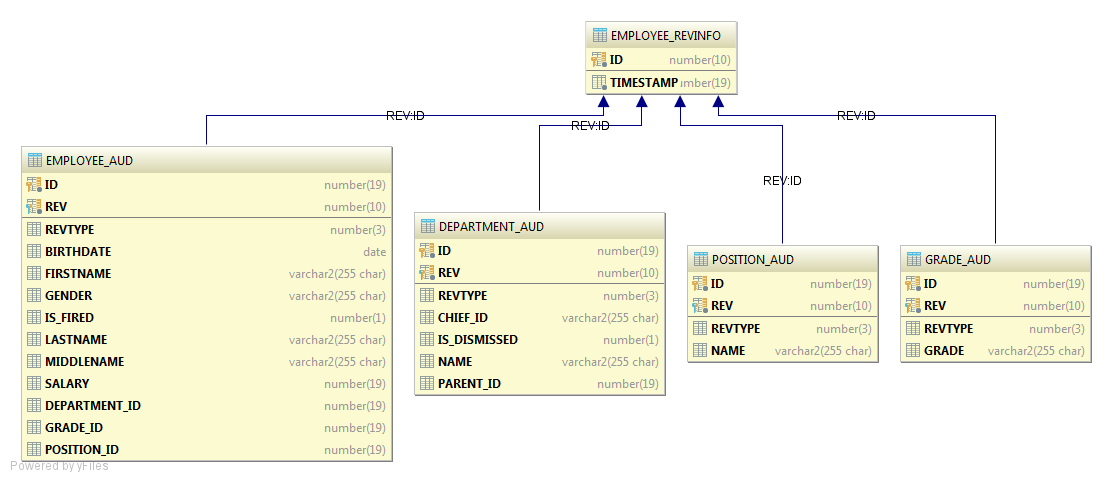 EMPLOYEE_REVINFO
ID number(10)
TIMESTAMP mber(19)
REV:ID
REV:ID
REV:ID
REV:ID
EMPLOYEE_AUD
ID number(19)
REV number(10)
REVTYPE number(3)
BIRTHDATE date
FIRSTNAME varchar2(255 char)
GENDER varchar2(255 char)
IS_FIRED number(1)
LASTNAME varchar2(255 char)
MIDDLENAME varchar2(255 char)
SALARY number(19)
DEPARTMENT_ID number(19)
GRADE_ID number(19)
POSITION_ID number(19)
DEPARTMENT_AUD
ID number(19)
REV number(10)
REVTYPE number(3)
CHIEF_ID varchar2(255 char)
IS_DISMISSED number(1)
NAME varchar2(255 char)
PARENT_ID number(19)
POSITION_AUD
ID number(19)
REV number(10)
REVTYPE number(3)
NAME varchar2(255 char)
GRADE_AUD
ID number(19)
REV number(10)
REVTYPE number(3)
GRADE varchar2(255 char)
Powered by yFiles